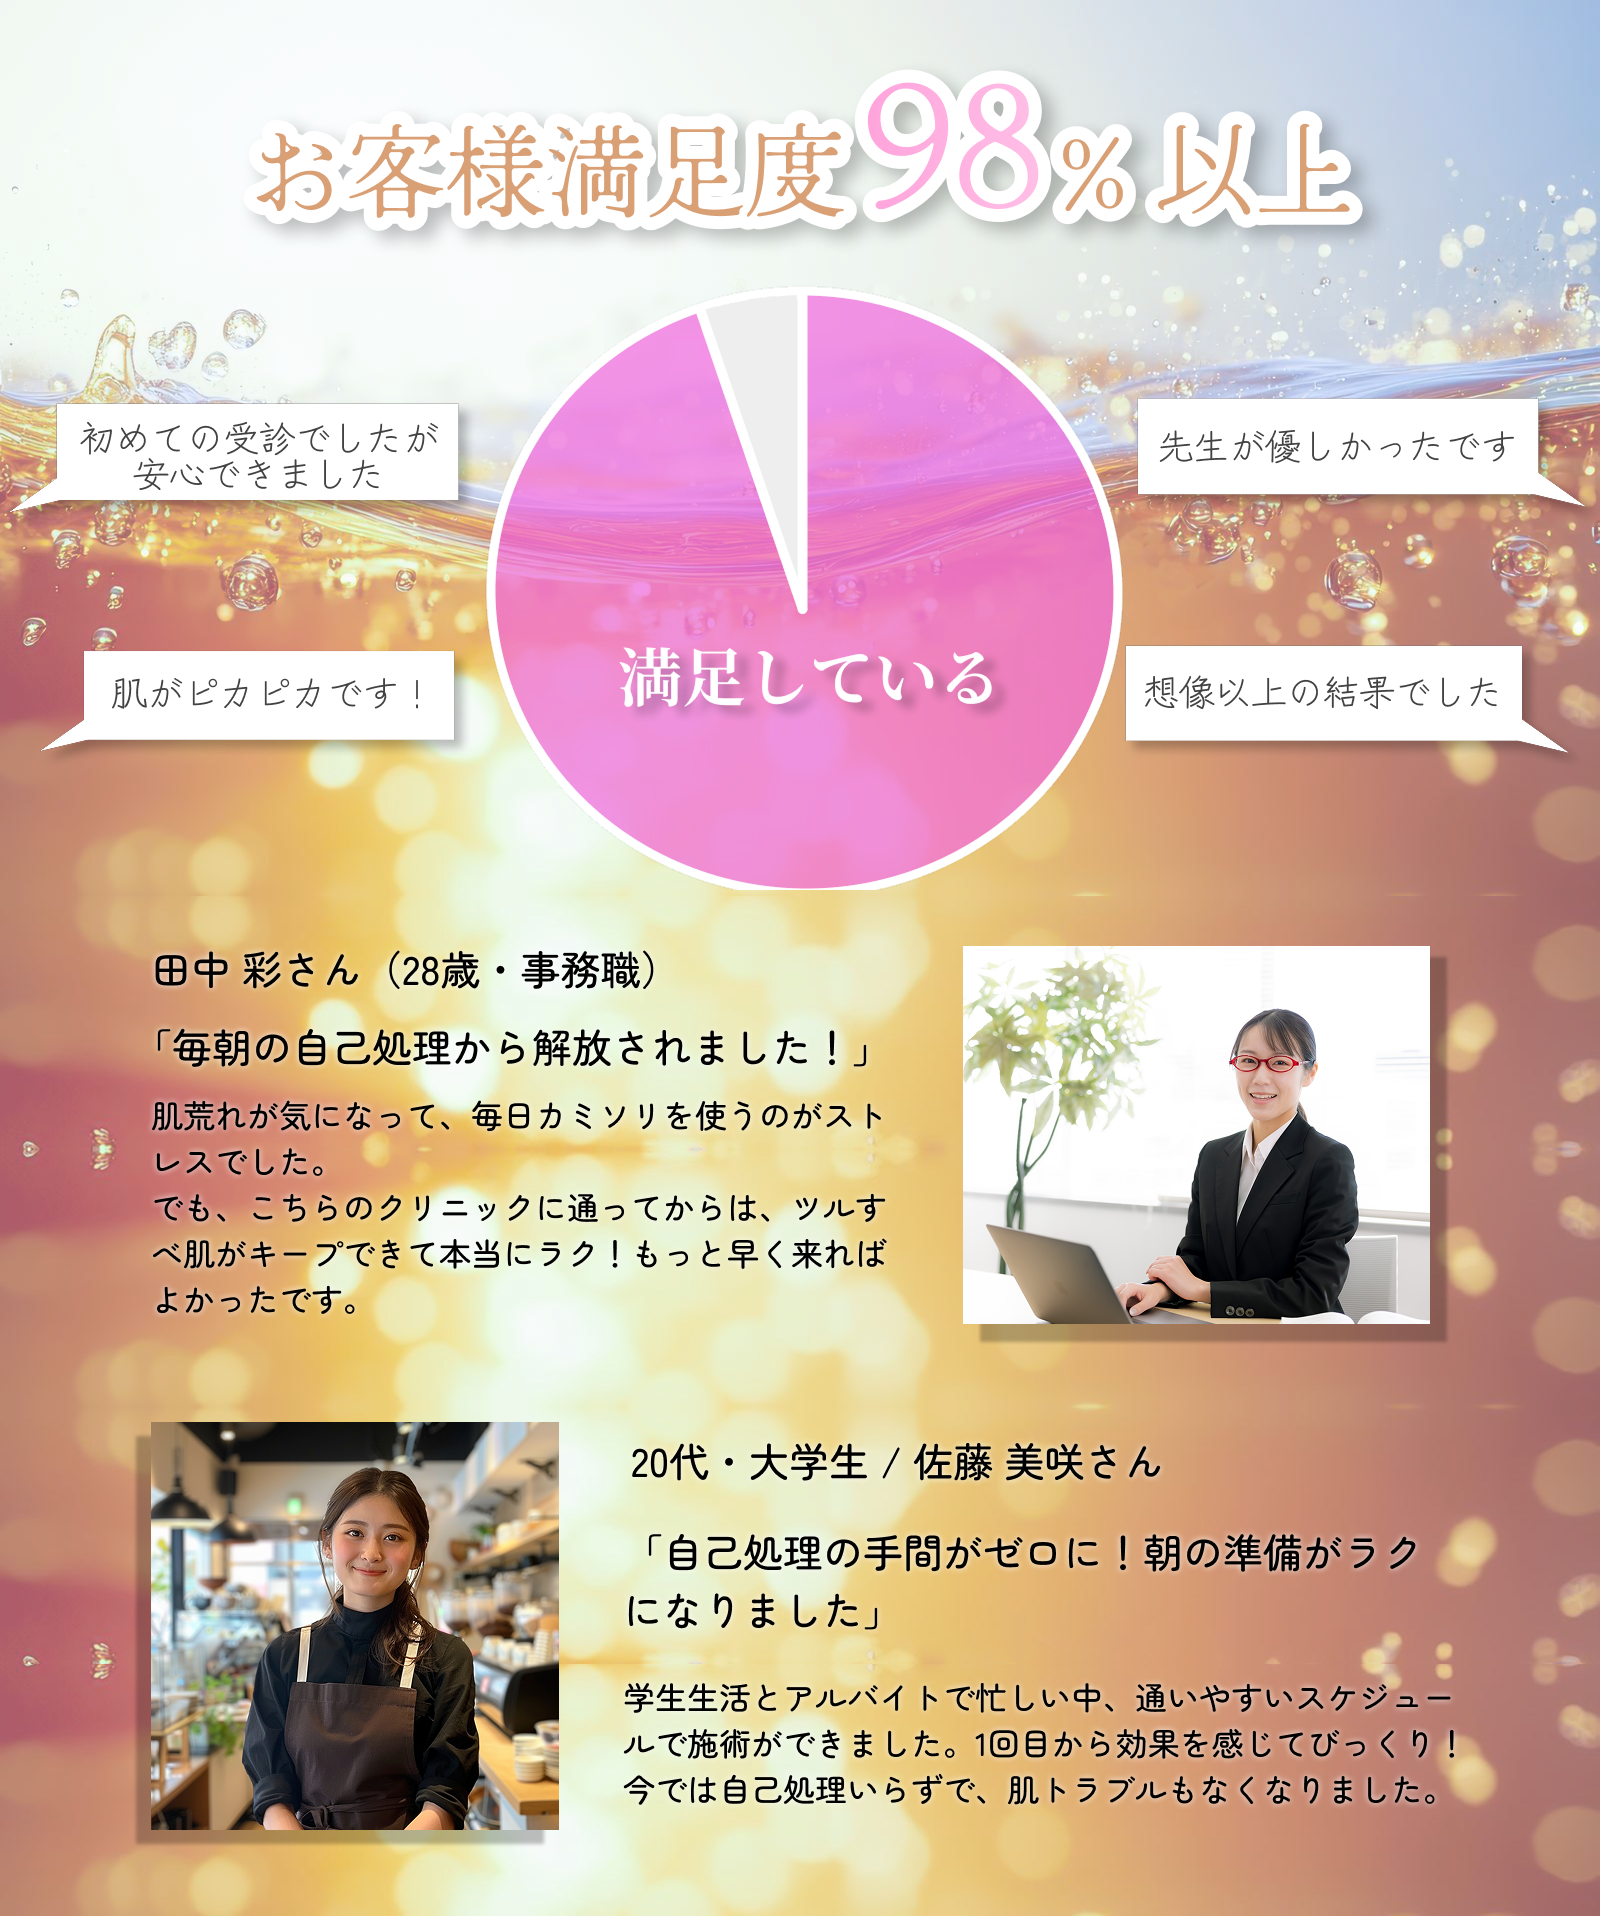 お客様満足度98%以上
初めての受診でしたが
安心できました
先生が優しかったです
肌がピカピカです！
満足している
想像以上の結果でした
田中 彩さん（28歳・事務職）
「毎朝の自己処理から解放されました！」
肌荒れが気になって、毎日カミソリを使うのがスト
レスでした。
でも、こちらのクリニックに通ってからは、ツルす
べ肌がキープできて本当にラク！もっと早く来れば
よかったです。
20代・大学生 / 佐藤 美咲さん
「自己処理の手間がゼロに！朝の準備がラク
になりました」
学生生活とアルバイトで忙しい中、通いやすいスケジュー
ルで施術ができました。1回目から効果を感じてびっくり！
今では自己処理いらずで、肌トラブルもなくなりました。